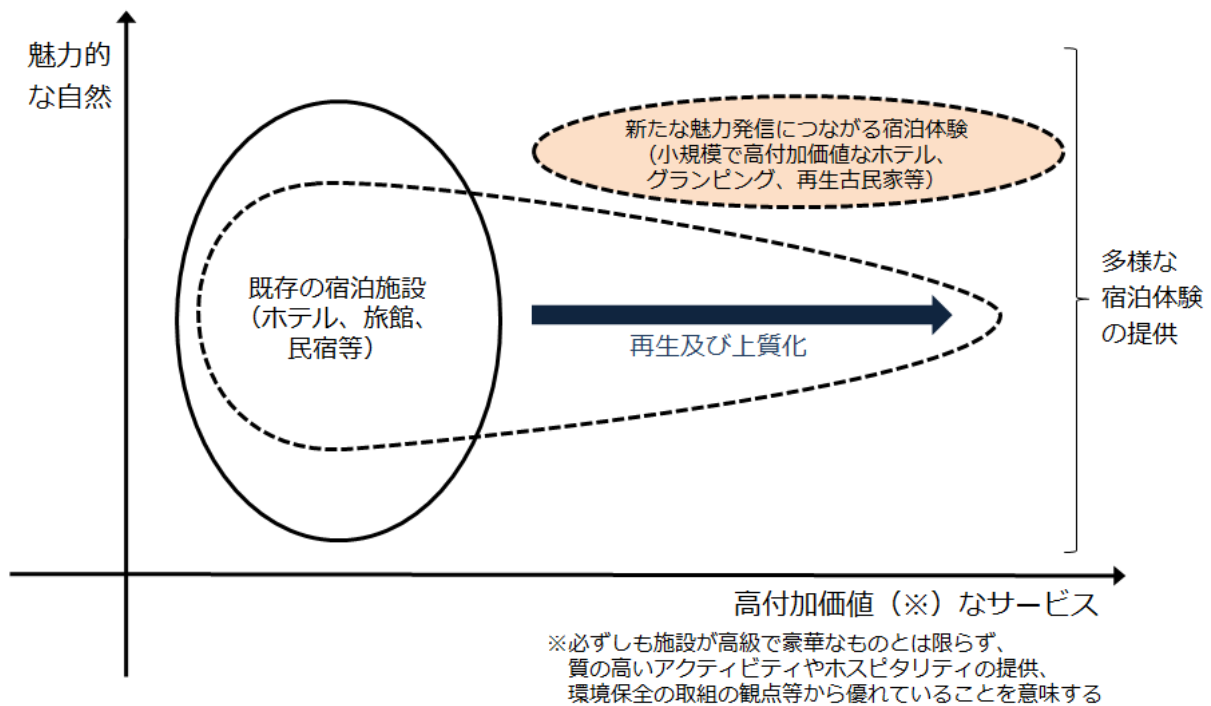 魅力的
な自然
新たな魅力発信につながる宿泊体験
（小規模で高付加価値なホテル、
グランピング、再生古民家等）
既存の宿泊施設
（ホテル、旅館、
民宿等）
再生及び上質化
多様な
宿泊体験
の提供
高付加価値（※）なサービス
※必ずしも施設が高級で豪華なものとは限らず、
質の高いアクティビティやホスピタリティの提供、
環境保全の取組の観点等から優れていることを意味する